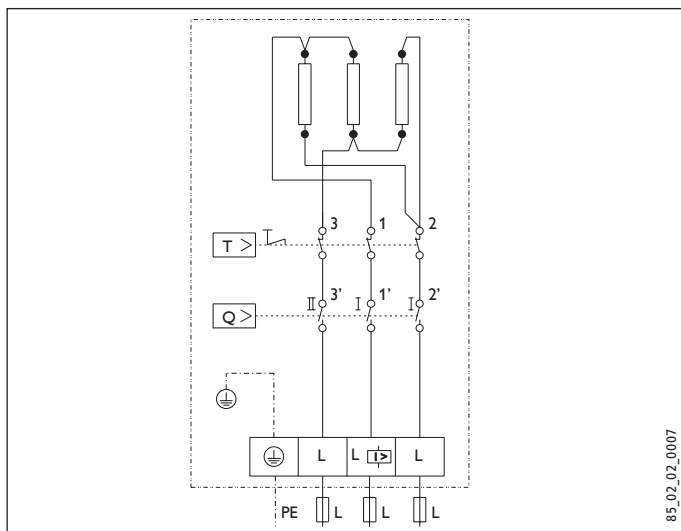 3 1 2
T >
3’ 1’ 2’
II I I
Q >
L L I> L
PE L L L
85_02_02_0007